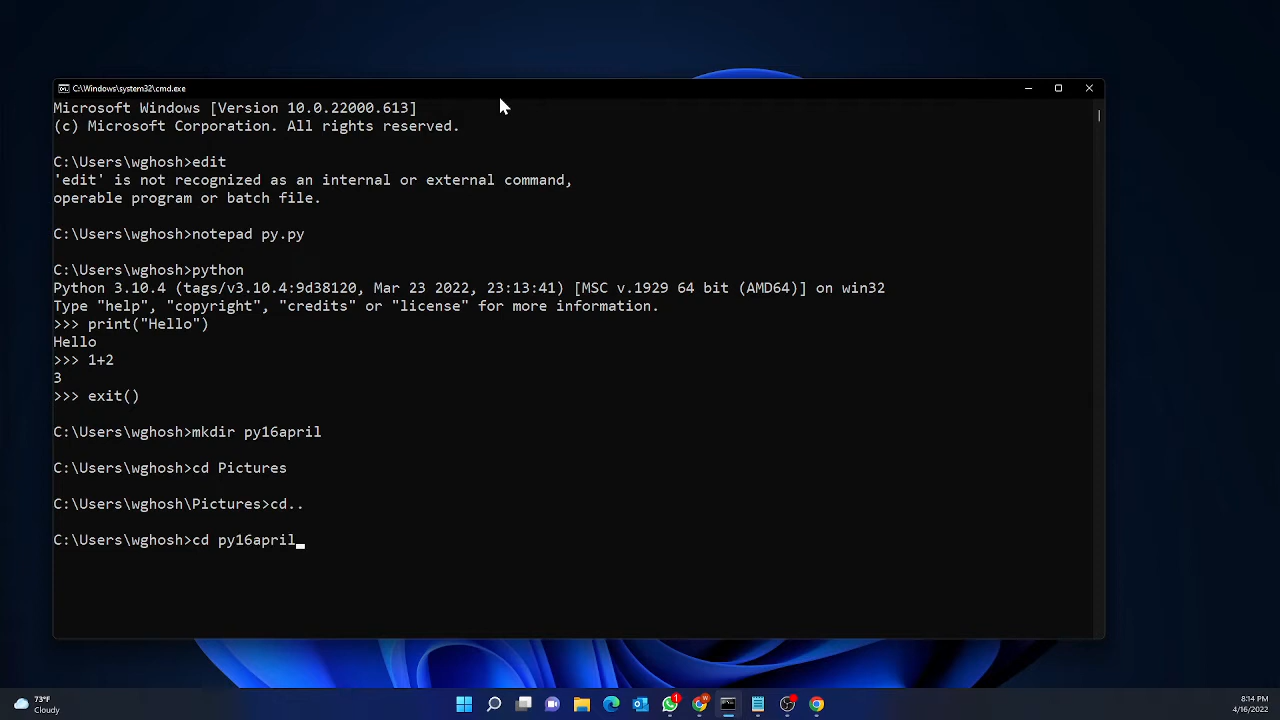 C:\Windows\system32\cmd.exe
Microsoft Windows [Version 10.0.22000.613]
(c) Microsoft Corporation. All rights reserved.
C:\Users\wghosh>edit
'edit' is not recognized as an internal or external command,
operable program or batch file.
C:\Users\wghosh>notepad py.py
C:\Users\wghosh>python
Python 3.10.4 (tags/v3.10.4:9d38120, Mar 23 2022, 23:13:41) [MSC v.1929 64 bit (AMD64)] on win32
Type "help", "copyright", "credits" or "license" for more information.
>>> print("Hello")
Hello
>>> 1+2
3
>>> exit()
C:\Users\wghosh>mkdir py16april
C:\Users\wghosh>cd Pictures
C:\Users\wghosh\Pictures>cd..
C:\Users\wghosh>cd py16april
73°F
Cloudy
1
W
8:14 PM
4/16/2022